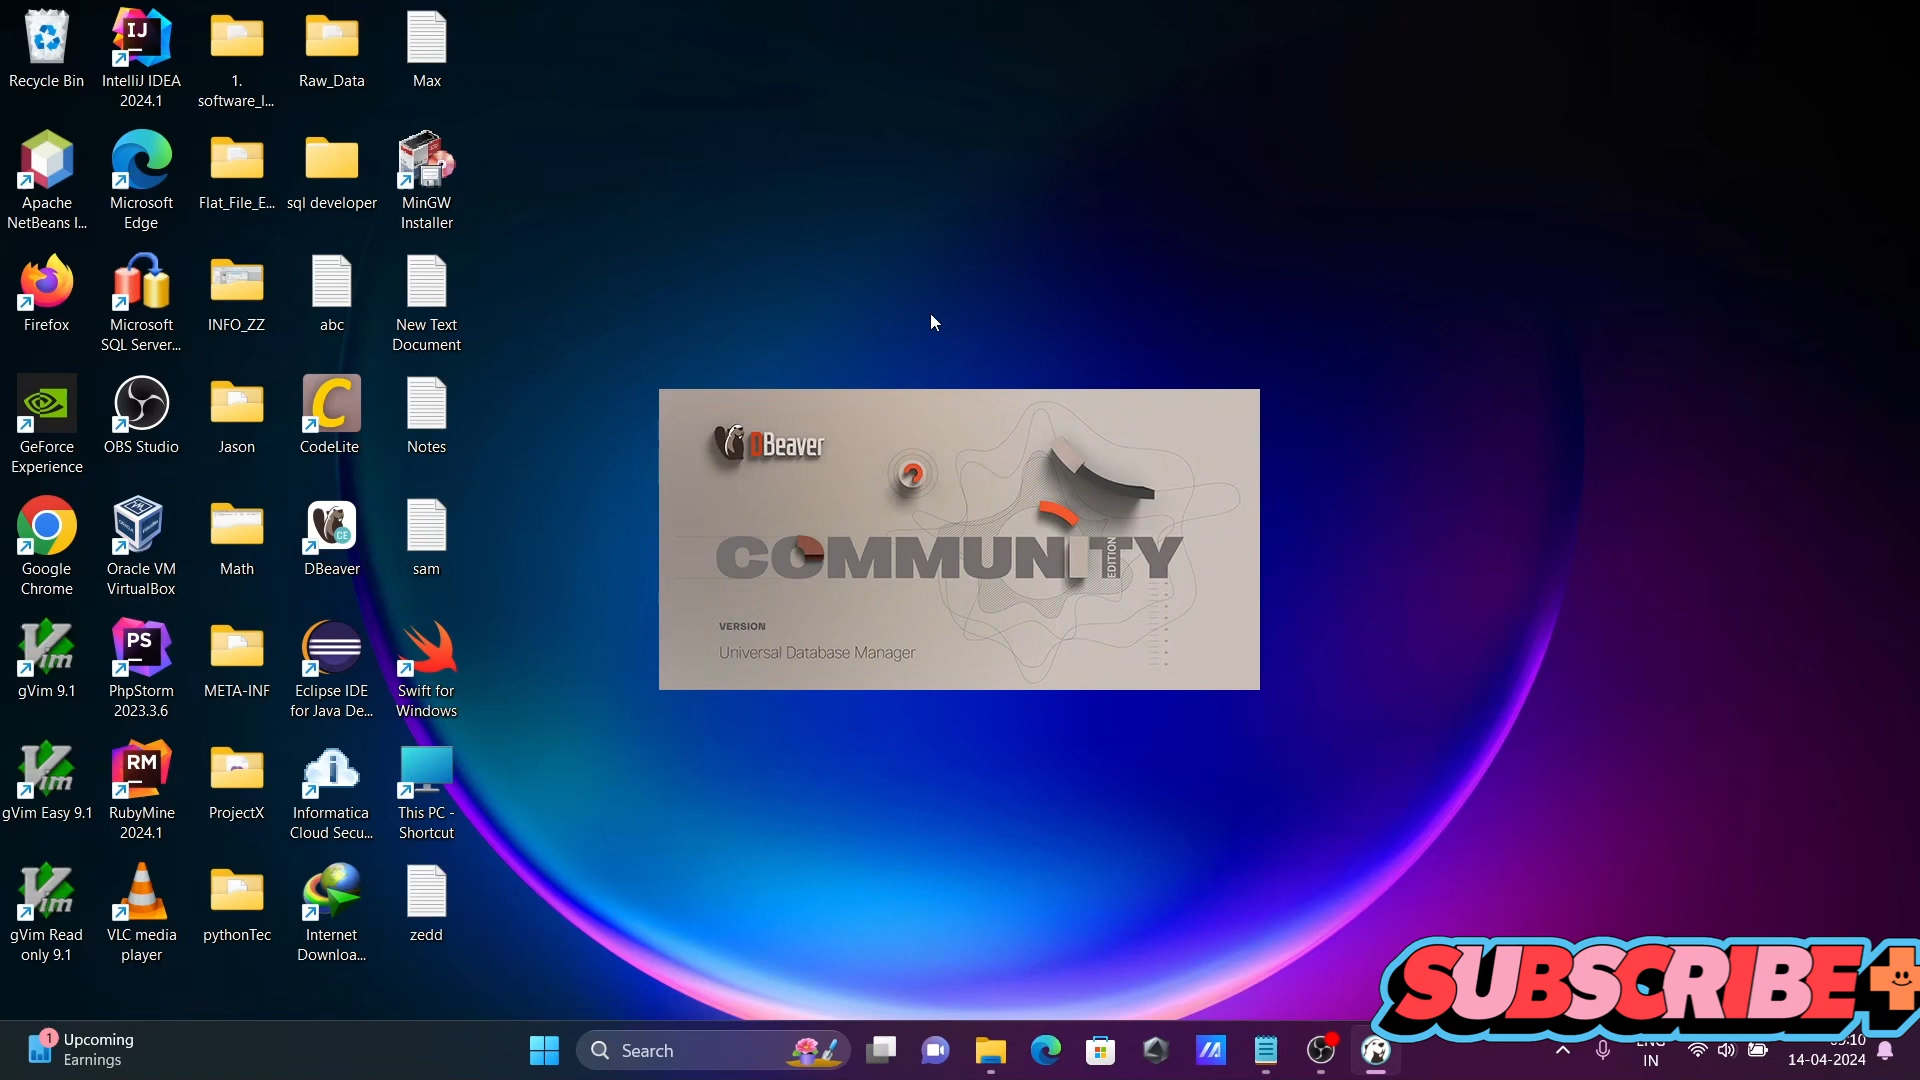 Recycle Bin
IntelliJ IDEA
2024.1
1.
software_l...
Raw_Data
Max
Apache
NetBeans I...
Microsoft
Edge
Flat_File_E...
sql developer
MinGW
Installer
Firefox
Microsoft
SQL Server...
INFO_ZZ
abc
New Text
Document
GeForce
Experience
OBS Studio
Jason
CodeLite
Notes
Google
Chrome
Oracle VM
VirtualBox
Math
DBeaver
sam
gVim 9.1
PhpStorm
2023.3.6
META-INF
Eclipse IDE
for Java De...
Swift for
Windows
gVim Easy 9.1
RubyMine
2024.1
ProjectX
Informatica
Cloud Secu...
This PC -
Shortcut
gVim Read
only 9.1
VLC media
player
pythonTec
Internet
Downloa...
zedd
DBeaver
COMMUNITY
EDITION
VERSION
Universal Database Manager
SUBSCRIBE
1
Upcoming
Earnings
Search
ENG
IN
14-04-2024